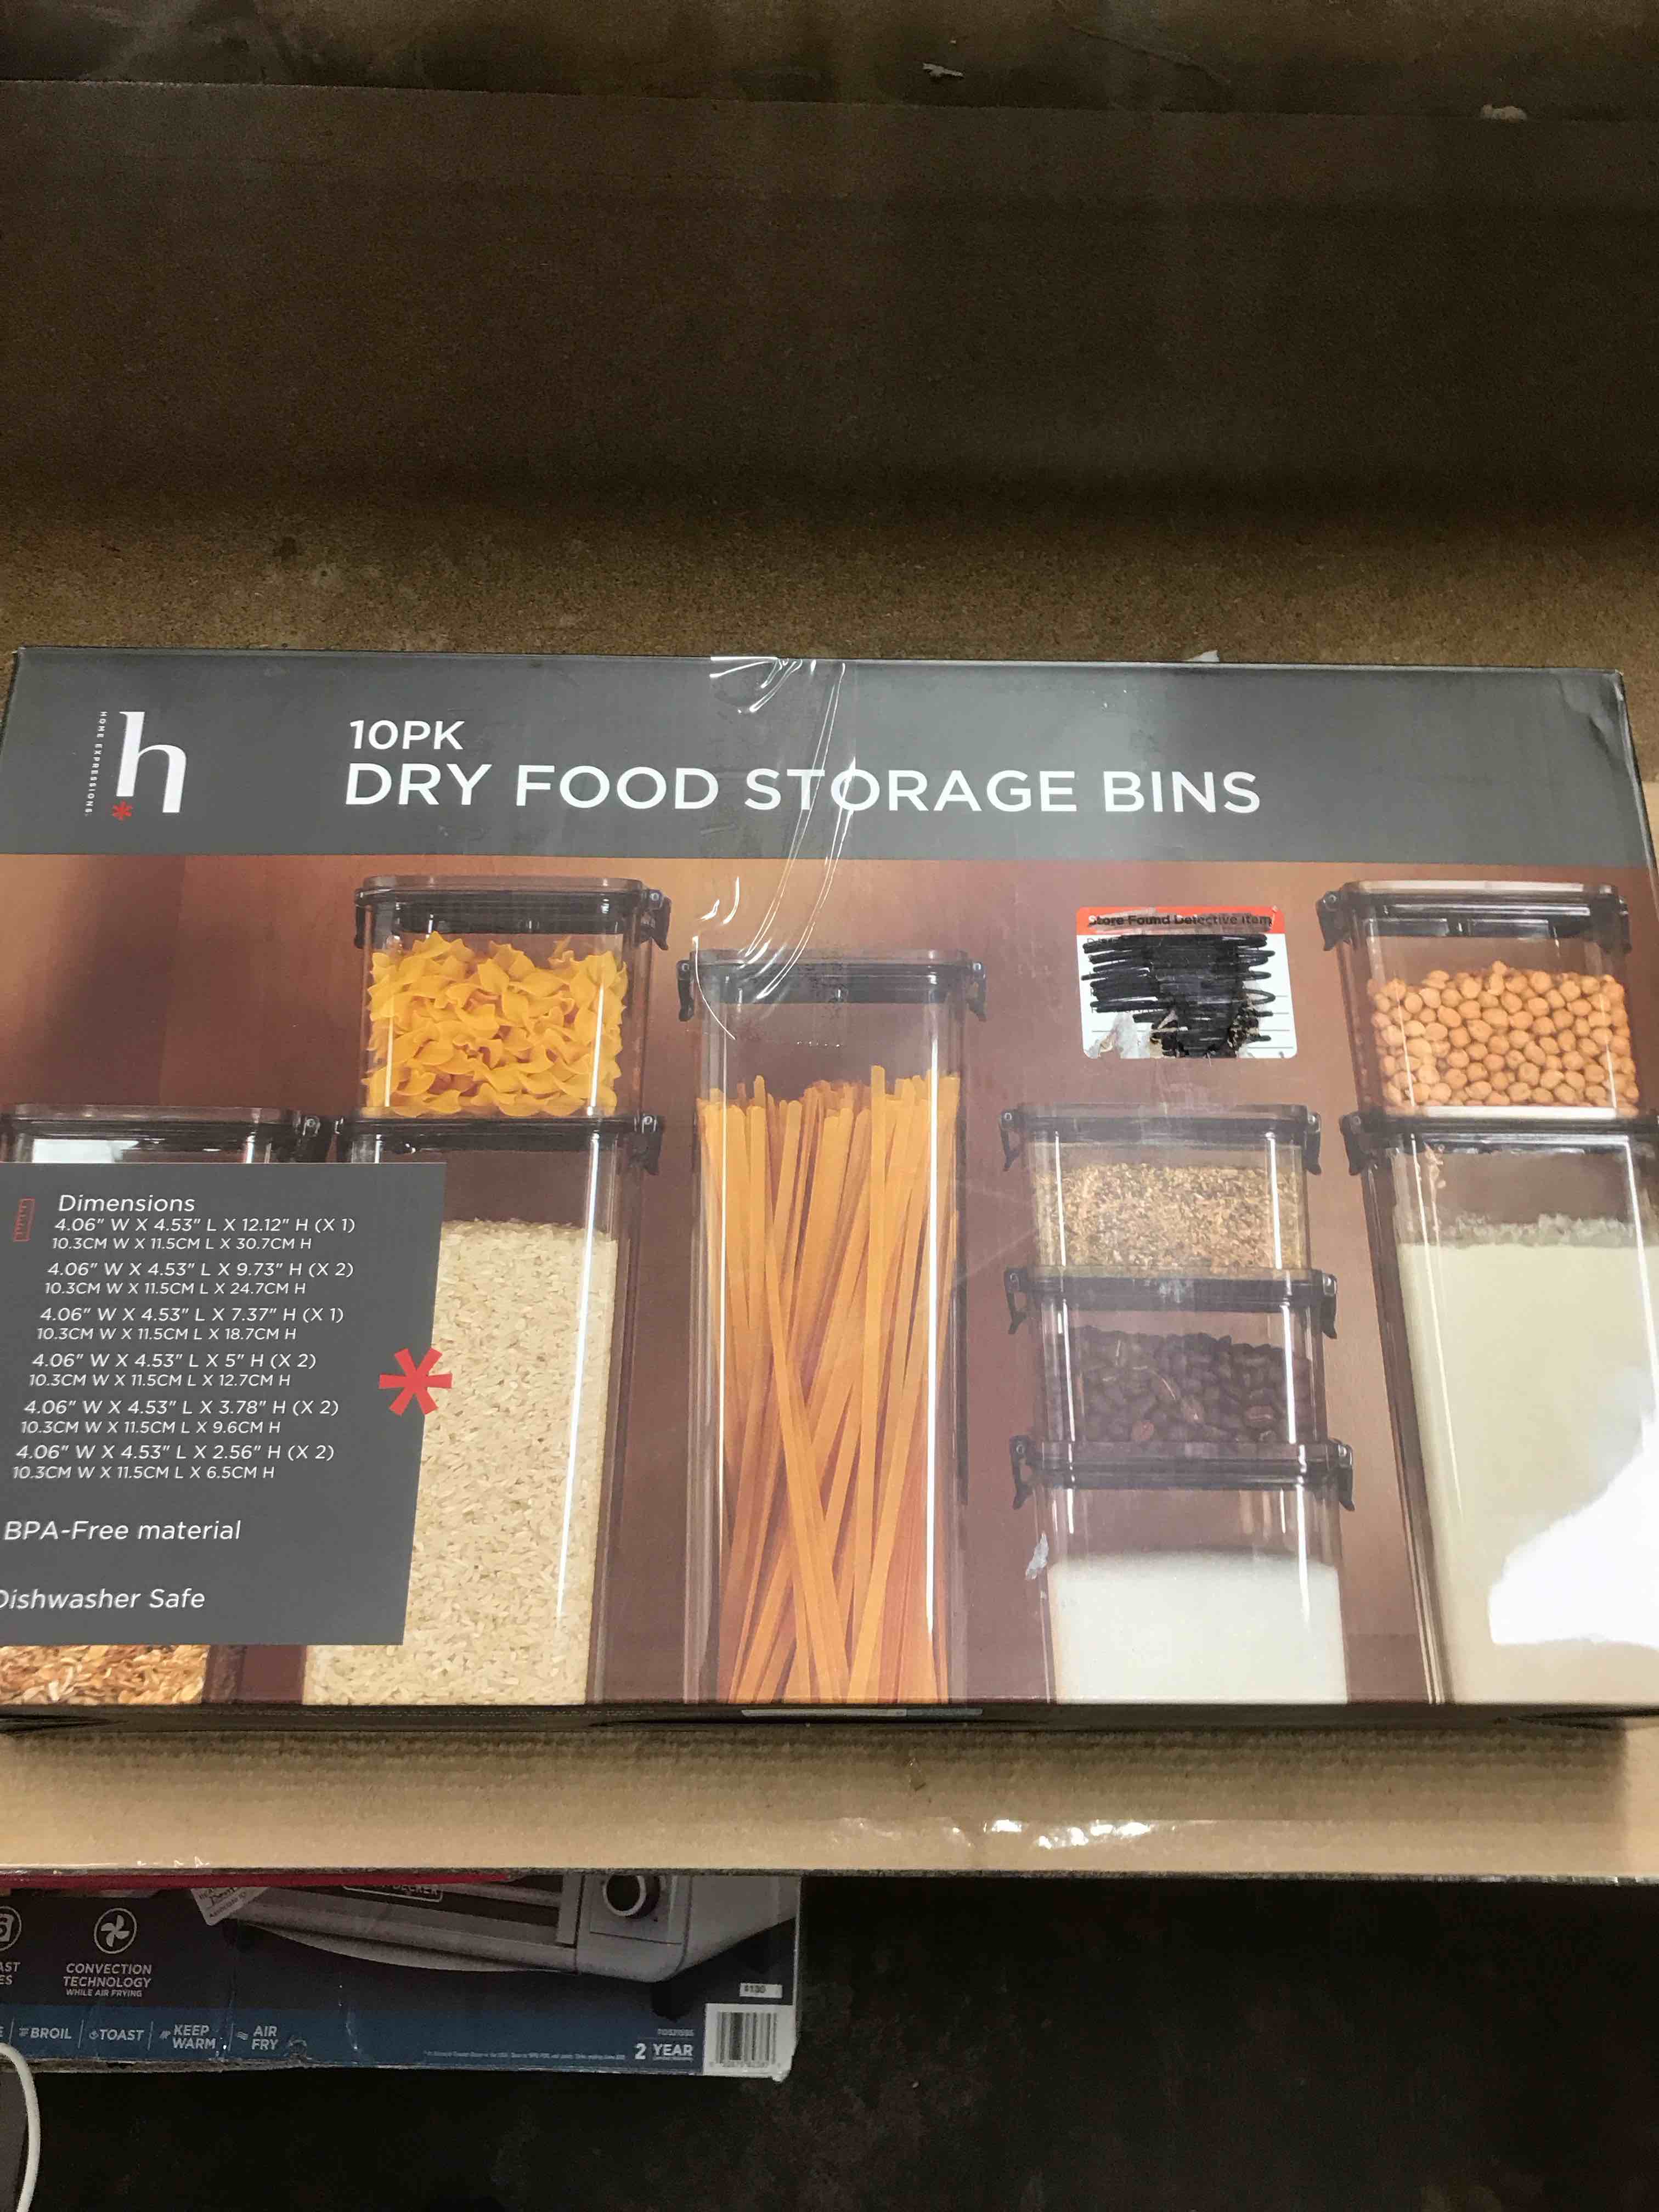 HOME EXPRESSIONS
h
10PK
DRY FOOD STORAGE BINS
Store Found Defective Item
Dimensions
4.06" W X 4.53" L X 12.12" H (X 1)
10.3CM W X 11.5CM L X 30.7CM H
4.06" W X 4.53" L X 9.73" H (X 2)
10.3CM W X 11.5CM L X 24.7CM H
4.06" W X 4.53" L X 7.37" H (X 1)
10.3CM W X 11.5CM L X 18.7CM H
4.06" W X 4.53" L X 5" H (X 2)
10.3CM W X 11.5CM L X 12.7CM H
4.06" W X 4.53" L X 3.78" H (X 2)
10.3CM W X 11.5CM L X 9.6CM H
4.06" W X 4.53" L X 2.56" H (X 2)
10.3CM W X 11.5CM L X 6.5CM H
BPA-Free material
Dishwasher Safe
CONVECTION
TECHNOLOGY
WHILE AIR FRYING
BROIL
TOAST
KEEP
WARM
AIR
FRY
2 YEAR